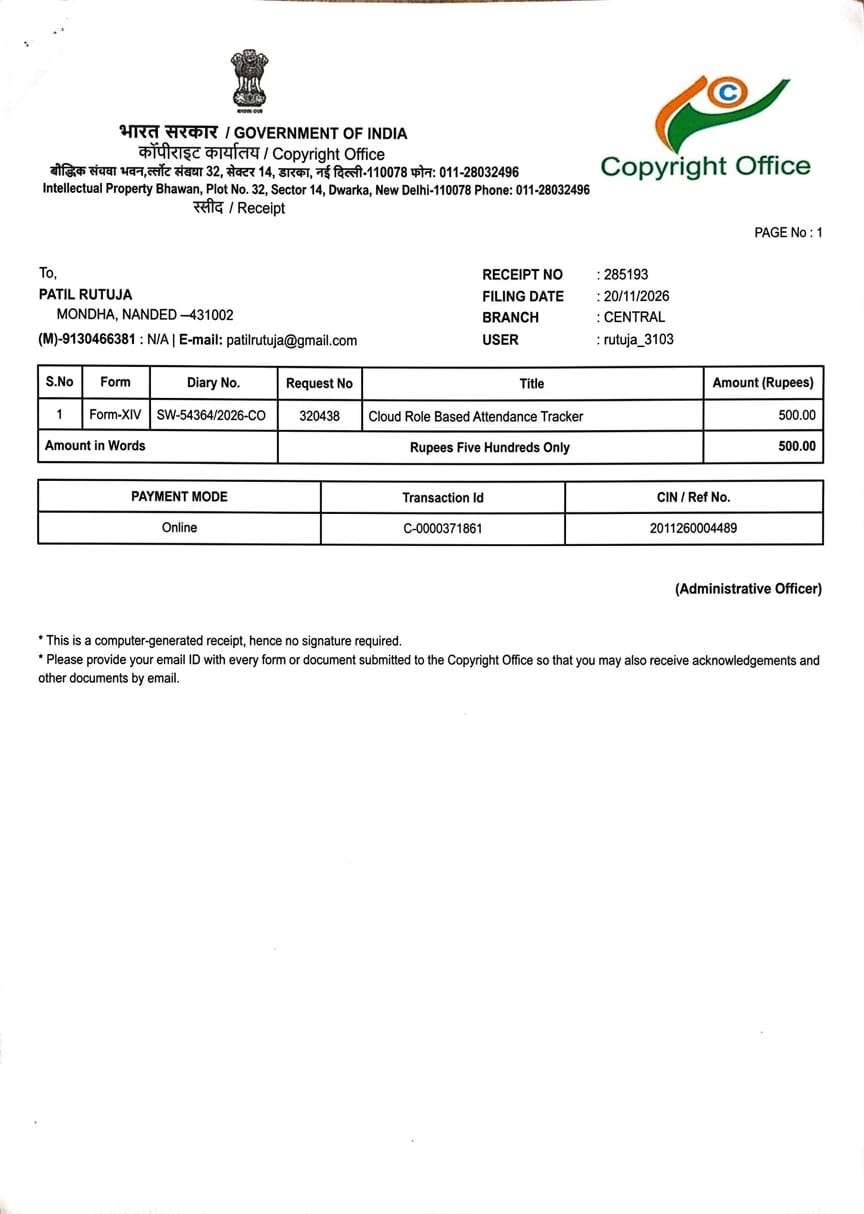 भारत सरकार / GOVERNMENT OF INDIA
कॉपीराइट कार्यालय / Copyright Office
बौद्धिक संयवा भवन,र्त्सोट संवया 32, सेक्टर 14, डारका, नई दिल्ली-110078 फोन: 011-28032496
Intellectual Property Bhawan, Plot No. 32, Sector 14, Dwarka, New Delhi-110078 Phone: 011-28032496
रसीद / Receipt
C
Copyright Office
PAGE No : 1
To,
PATIL RUTUJA
MONDHA, NANDED –431002
(M)-9130466381 : N/A | E-mail: patilrutuja@gmail.com
RECEIPT NO : 285193
FILING DATE : 20/11/2026
BRANCH : CENTRAL
USER : rutuja_3103
S.No Form Diary No. Request No Title Amount (Rupees)
1 Form-XIV SW-54364/2026-CO 320438 Cloud Role Based Attendance Tracker 500.00
Amount in Words Rupees Five Hundreds Only 500.00
PAYMENT MODE Transaction Id CIN / Ref No.
Online C-0000371861 2011260004489
(Administrative Officer)
* This is a computer-generated receipt, hence no signature required.
* Please provide your email ID with every form or document submitted to the Copyright Office so that you may also receive acknowledgements and
other documents by email.